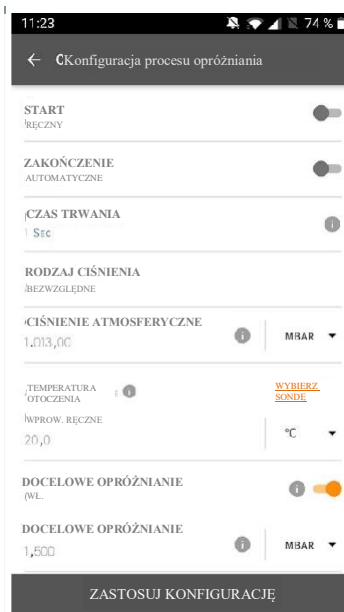 11:23
74 %
Konfiguracja procesu opróżniania
START
RĘCZNY
ZAKOŃCZENIE
AUTOMATYCZNE
CZAS TRWANIA
1 Sec
RODZAJ CIŚNIENIA
BEZWZGLĘDNE
CIŚNIENIE ATMOSFERYCZNE
1.013,00
MBAR
TEMPERATURA
OTOCZENIA
WYBIERZ
SONDĘ
WPROW. RĘCZNE
20,0
°C
DOCELOWE OPRÓŻNIANIE
WŁ.
DOCELOWE OPRÓŻNIANIE
1,500
MBAR
ZASTOSUJ KONFIGURACJĘ